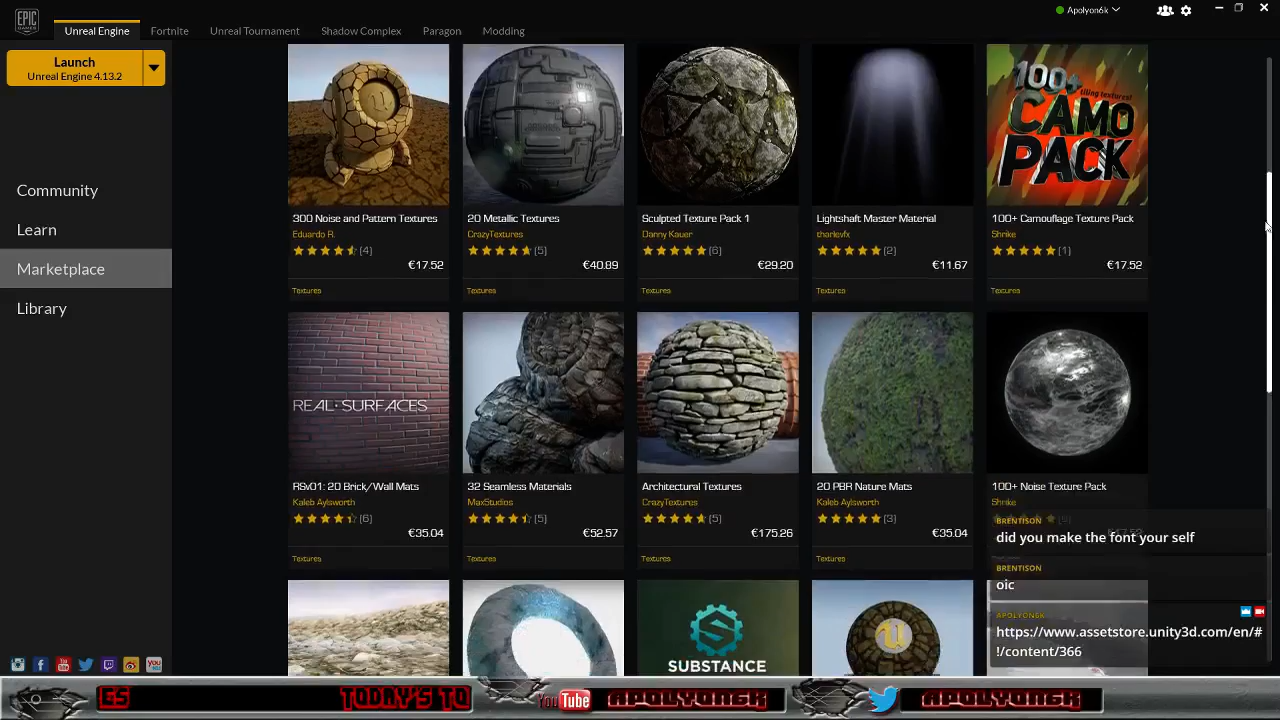 EPIC GAMES
Unreal Engine
Fortnite
Unreal Tournament
Shadow Complex
Paragon
Modding
Apolyon6k
Launch
Unreal Engine 4.13.2
Community
Learn
Marketplace
Library
100+
tiling textures!
CAMO
PACK
300 Noise and Pattern Textures
Eduardo R.
(4)
€17.52
Textures
20 Metallic Textures
CrazyTextures
(5)
€40.89
Textures
Sculpted Texture Pack 1
Danny Kauer
(6)
€29.20
Textures
Lightshaft Master Material
tharlevfx
(2)
€11.67
Textures
100+ Camouflage Texture Pack
Shrike
(1)
€17.52
Textures
REAL·SURFACES
RSv01: 20 Brick/Wall Mats
Kaleb Aylsworth
(6)
€35.04
Textures
32 Seamless Materials
MaxStudios
(5)
€52.57
Textures
Architectural Textures
CrazyTextures
(5)
€175.26
Textures
20 PBR Nature Mats
Kaleb Aylsworth
(3)
€35.04
Textures
100+ Noise Texture Pack
Shrike
SUBSTANCE
BRENTISON
did you make the font your self
BRENTISON
oic
APOLYON6K
https://www.assetstore.unity3d.com/en/#
!/content/366
ES
TODAY'S TO
YouTube
APOLYON6K
APOLYON6K